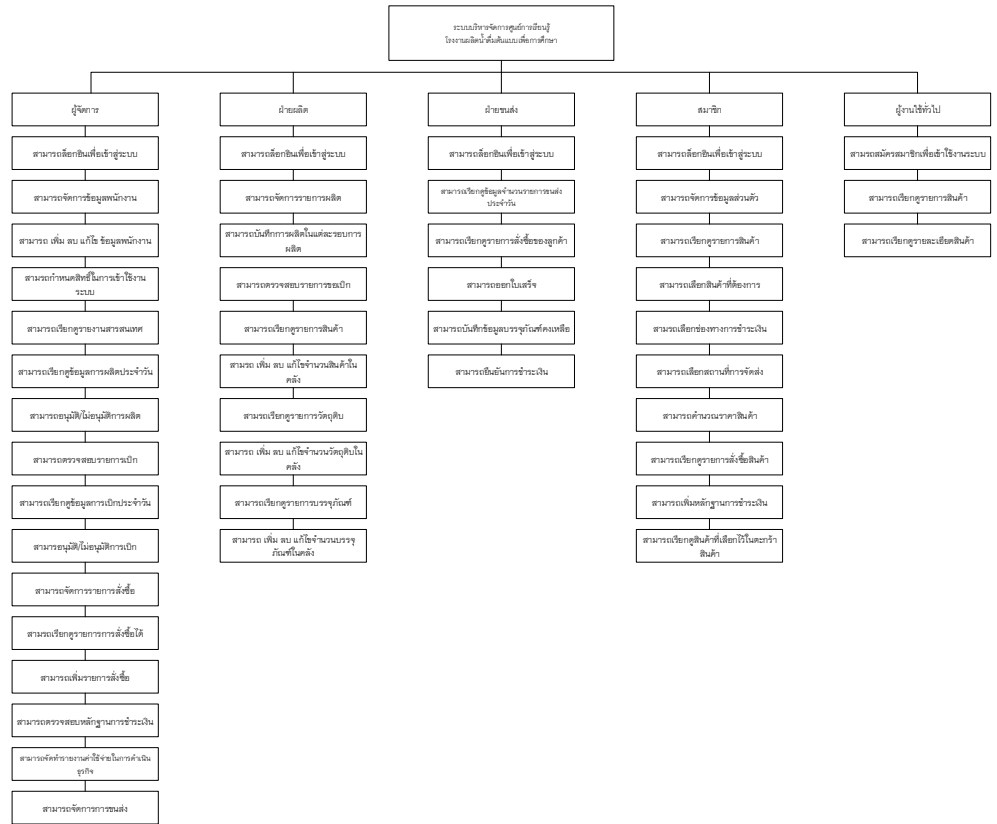 ระบบบริหารจัดการศูนย์การเรียนรู้
โรงงานผลิตน้ำดื่มต้นแบบเพื่อการศึกษา
ผู้จัดการ
สามารถล็อกอินเพื่อเข้าสู่ระบบ
สามารถจัดการข้อมูลพนักงาน
สามารถ เพิ่ม ลบ แก้ไข ข้อมูลพนักงาน
สามรถกำหนดสิทธิ์ในการเข้าใช้งาน
ระบบ
สามารถเรียกดูรายงานสารสนเทศ
สามารถเรียกดูข้อมูลการผลิตประจำวัน
สามารถอนุมัติ/ไม่อนุมัติการผลิต
สามารถตรวจสอบรายการเบิก
สามารถเรียกดูข้อมูลการเบิกประจำวัน
สามารอนุมัติ/ไม่อนุมัติการเบิก
สามารถจัดการรายการสั่งซื้อ
สามรถเรียกดูรายการการสั่งซื้อได้
สามารถเพิ่มรายการสั่งซื้อ
สามารถตรวจสอบหลักฐานการชำระเงิน
สามารถจัดทำรายงานค่าใช้จ่ายในการดำเนิน
ธุรกิจ
สามารถจัดการการขนส่ง
ฝ่ายผลิต
สามารถล็อกอินเพื่อเข้าสู่ระบบ
สามารถจัดการรายการผลิต
สามารถบันทึกการผลิตในแต่ละรอบการ
ผลิต
สามารถตรวจสอบรายการขอเบิก
สามารถเรียกดูรายการสินค้า
สามรถ เพิ่ม ลบ แก้ไขจำนวนสินค้าใน
คลัง
สามรถเรียกดูรายการวัตถุดิบ
สามารถ เพิ่ม ลบ แก้ไขจำนวนวัตถุดิบใน
คลัง
สามารถเรียกดูรายการบรรจุภัณฑ์
สามารถ เพิ่ม ลบ แก้ไขจำนวนบรรจุ
ภัณฑ์ในคลัง
ฝ่ายขนส่ง
สามารถล็อกอินเพื่อเข้าสู่ระบบ
สามารถเรียกดูข้อมูลจำนวนรายการขนส่ง
ประจำวัน
สามารถเรียกดูรายการสั่งซื้อของลูกค้า
สามารถออกใบเสร็จ
สามารถบันทึกข้อมูลบรรจุภัณฑ์คงเหลือ
สามารถยืนยันการชำระเงิน
สมาชิก
สามารถล็อกอินเพื่อเข้าสู่ระบบ
สามารถจัดการข้อมูลส่วนตัว
สามารถเรียกดูรายการสินค้า
สามารถเลือกสินค้าที่ต้องการ
สามรถเลือกช่องทางการชำระเงิน
สามารถเลือกสถานที่การจัดส่ง
สามารถคำนวณราคาสินค้า
สามารถเรียกดูรายการสั่งซื้อสินค้า
สามารถเพิ่มหลักฐานการชำระเงิน
สามารถเรียกดูสินค้าที่เลือกไว้ในตะกร้า
สินค้า
ผู้งานใช้ทั่วไป
สามรถสมัครสมาชิกเพื่อเข้าใช้งานระบบ
สามารถเรียกดูรายการสินค้า
สามารถเรียกดูรายละเอียดสินค้า